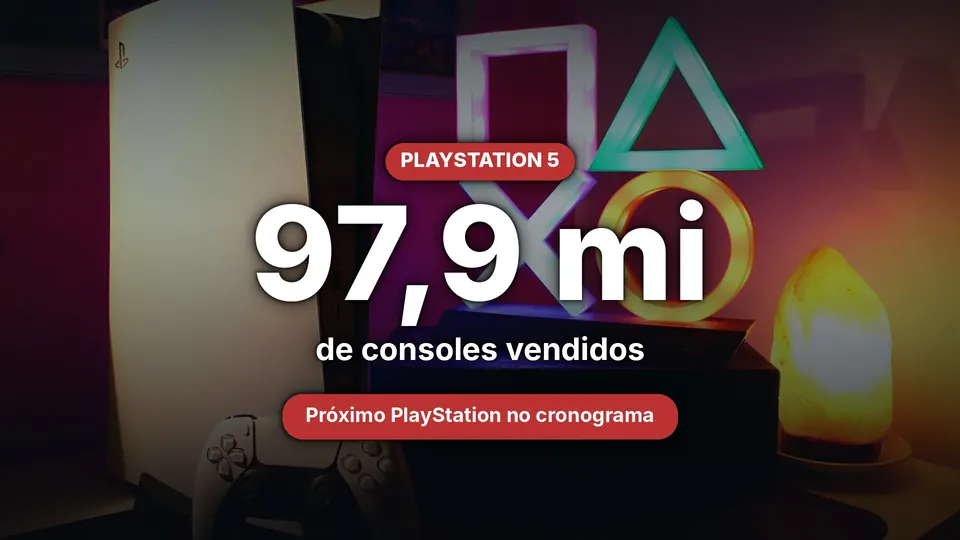 PLAYSTATION 5
97,9 mi
de consoles vendidos
Próximo PlayStation no cronograma